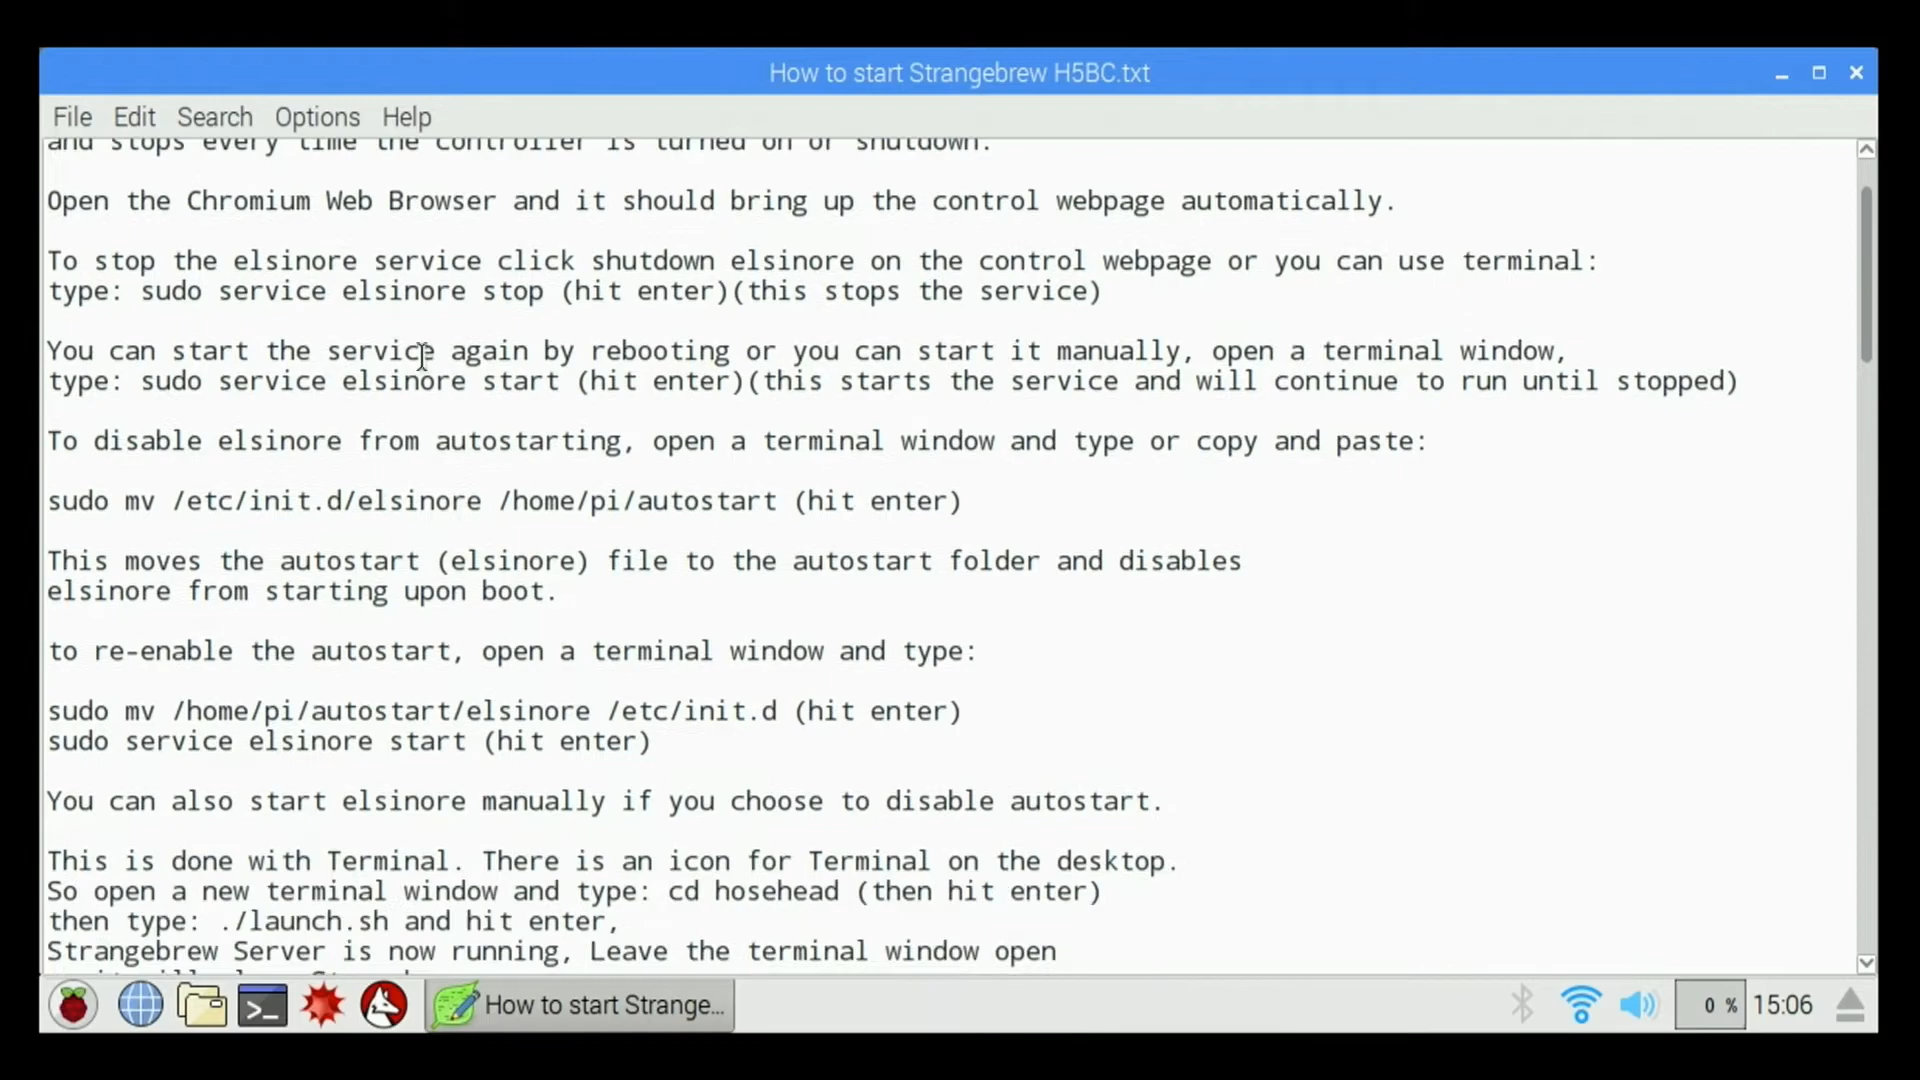 How to start Strangebrew H5BC.txt
File Edit Search Options Help
and stops every time the controller is turned on or shutdown.
Open the Chromium Web Browser and it should bring up the control webpage automatically.
To stop the elsinore service click shutdown elsinore on the control webpage or you can use terminal:
type: sudo service elsinore stop (hit enter)(this stops the service)
You can start the service again by rebooting or you can start it manually, open a terminal window,
type: sudo service elsinore start (hit enter)(this starts the service and will continue to run until stopped)
To disable elsinore from autostarting, open a terminal window and type or copy and paste:
sudo mv /etc/init.d/elsinore /home/pi/autostart (hit enter)
This moves the autostart (elsinore) file to the autostart folder and disables
elsinore from starting upon boot.
to re-enable the autostart, open a terminal window and type:
sudo mv /home/pi/autostart/elsinore /etc/init.d (hit enter)
sudo service elsinore start (hit enter)
You can also start elsinore manually if you choose to disable autostart.
This is done with Terminal. There is an icon for Terminal on the desktop.
So open a new terminal window and type: cd hosehead (then hit enter)
then type: ./launch.sh and hit enter,
Strangebrew Server is now running, Leave the terminal window open
How to start Strange...
0 %
15:06